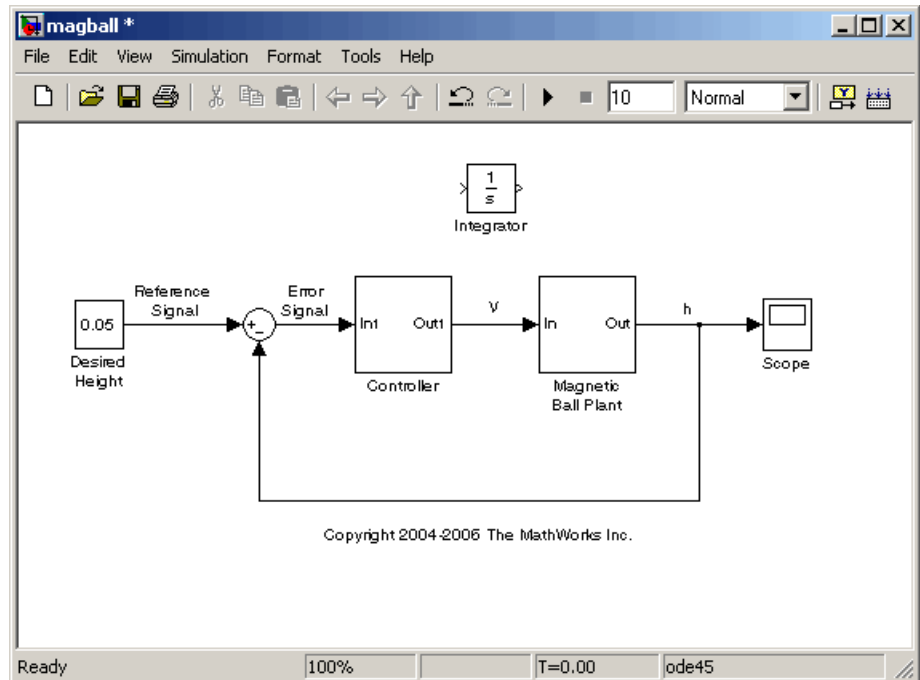 magball *
File Edit View Simulation Format Tools Help
10 Normal
1
s
Integrator
Reference
Signal
Error
Signal
0.05
+
-
In1 Out1
V
In Out
h
Desired
Height
Controller
Magnetic
Ball Plant
Scope
Copyright 2004-2006 The MathWorks Inc.
Ready 100% T=0.00 ode45